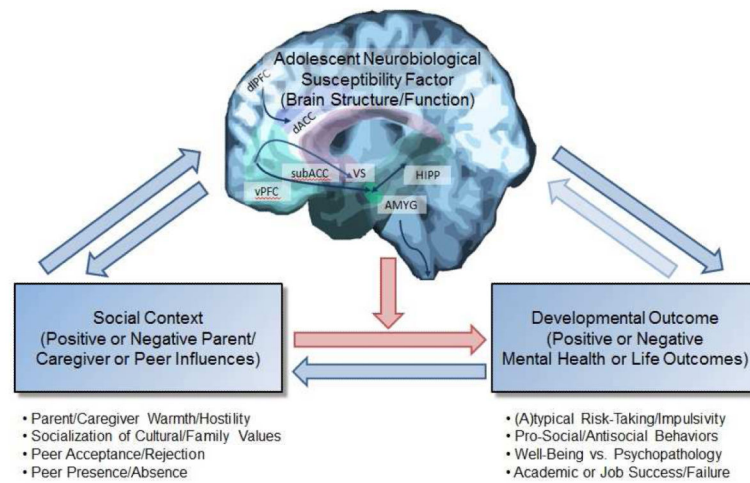 Adolescent Neurobiological
Susceptibility Factor
(Brain Structure/Function)
dlPFC
dACC
subACC
VS
HIPP
vPFC
AMYG
Social Context
(Positive or Negative Parent/
Caregiver or Peer Influences)
Developmental Outcome
(Positive or Negative
Mental Health or Life Outcomes)
• Parent/Caregiver Warmth/Hostility
• Socialization of Cultural/Family Values
• Peer Acceptance/Rejection
• Peer Presence/Absence
• (A)typical Risk-Taking/Impulsivity
• Pro-Social/Antisocial Behaviors
• Well-Being vs. Psychopathology
• Academic or Job Success/Failure